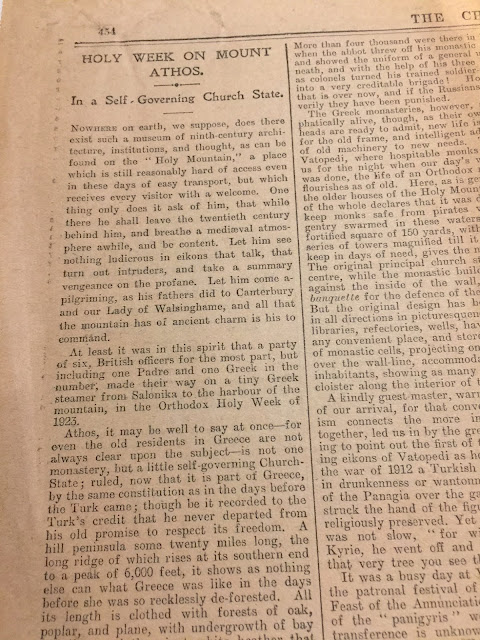 454
THE
HOLY WEEK ON MOUNT
ATHOS.
In a Self-Governing Church State.
NOWHERE on earth, we suppose, does there
exist such a museum of ninth-century archi-
tecture, institutions, and thought, as can be
found on the "Holy Mountain," a place
which is still reasonably hard of access even
in these days of easy transport, but which
receives every visitor with a welcome. One
thing only does it ask of him, that while
there he shall leave the twentieth century
behind him, and breathe a mediæval atmos-
phere awhile, and be content. Let him see
nothing ludicrous in eikons that talk, that
turn out intruders, and take a summary
vengeance on the profane. Let him come a-
pilgriming, as his fathers did to Canterbury
and our Lady of Walsinghame, and all that
the mountain has of ancient charm is his to
command.
At least it was in this spirit that a party
of six, British officers for the most part, but
including one Padre and one Greek in the
number, made their way on a tiny Greek
steamer from Salonika to the harbour of the
mountain, in the Orthodox Holy Week of
1925.
Athos, it may be well to say at once—for
even the old residents in Greece are not
always clear upon the subject—is not one
monastery, but a little self-governing Church-
State; ruled, now that it is part of Greece,
by the same constitution as in the days before
the Turk came; though be it recorded to the
Turk's credit that he never departed from
his old promise to respect its freedom. A
hill peninsula some twenty miles long, the
long ridge of which rises at its southern end
to a peak of 6,000 feet, it shows as nothing
else can what Greece was like in the days
before she was so recklessly de-forested. All
its length is clothed with forests of oak,
poplar, and plane, with undergrowth of bay
heather that
More than four thousand were there in
when the abbot threw off his monastic
and showed the uniform of a general u
neath, and with the help of his three
as colonels turned his trained soldier-
into a very creditable brigade! Ho
that is over now, and if the Russians
verily they have been punished.
The Greek monasteries, however,
phatically alive, though, as their own
heads are ready to admit, new life in
for the old frame, and intelligent ad
of old machinery to new needs.
Vatopedi, where hospitable monks
us for the night when our day's v
was done, the life of an Orthodox m
flourishes as of old. Here, as is ge
the older houses of the Holy Moun
of the whole declares that it was d
keep monks safe from pirates w
gentry swarmed in these waters
fortified square of 150 yards, with
series of towers magnified till it
keep in days of need, gives the n
The original principal church st
centre, while the monastic build
against the inside of the wall,
banquette for the defence of the
But the original design has be
in all directions in picturesque
libraries, refectories, wells, hav
any convenient place, and stor
of monastic cells, projecting on
over the wall-line, accommoda
inhabitants, showing as many
cloister along the interior of t
A kindly guest-master, warn
of our arrival, for that conve
ism connects the more in
together, led us in by the gre
ing to point out the first of t
ing eikons of Vatopedi as he
the war of 1912 a Turkish
in drunkenness or wantonn
of the Panagia over the ga
struck the hand of the figu
religiously preserved. Yet
was not slow, "for wi
Kyrie, he went off and
that very tree you see th
It was a busy day at V
the patronal festival of
Feast of the Annunciati
of the "panigyris" w
transference unknow